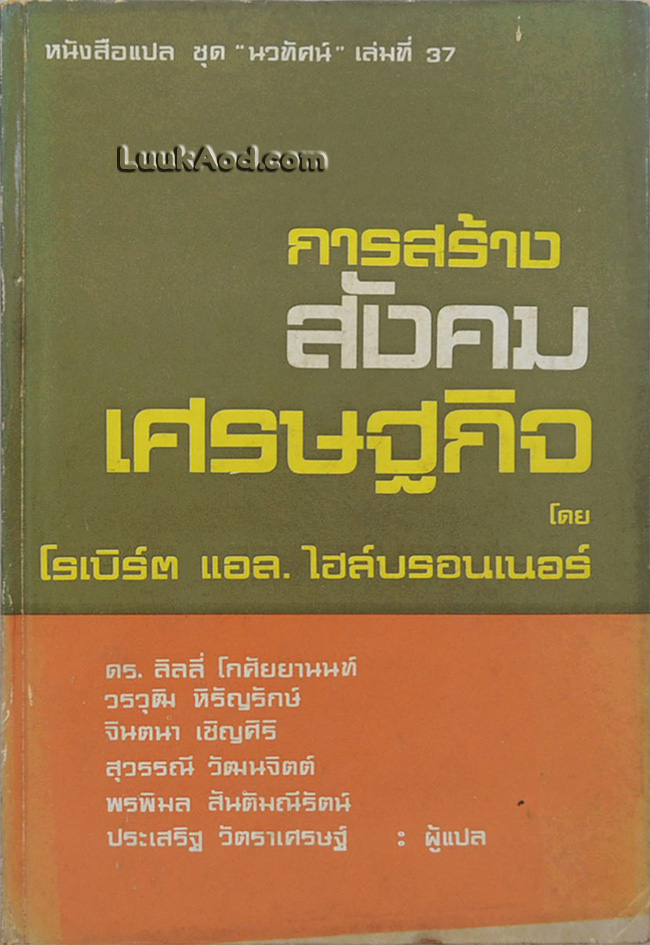 หนังสือแปล ชุด "นวทัศน์" เล่มที่ 37
LuukAod.com
การสร้าง
สังคม
เศรษฐกิจ
โดย
โรเบิร์ต แอล. ไฮล์บรอนเนอร์
ดร. ลิลลี่ โกศัยยานนท์
วรวุฒิ หิรัญรักษ์
จินตนา เชิญศิริ
สุวรรณี วัฒนจิตต์
พรพิมล สันติมณีรัตน์
ประเสริฐ วัตราเศรษฐ์ : ผู้แปล